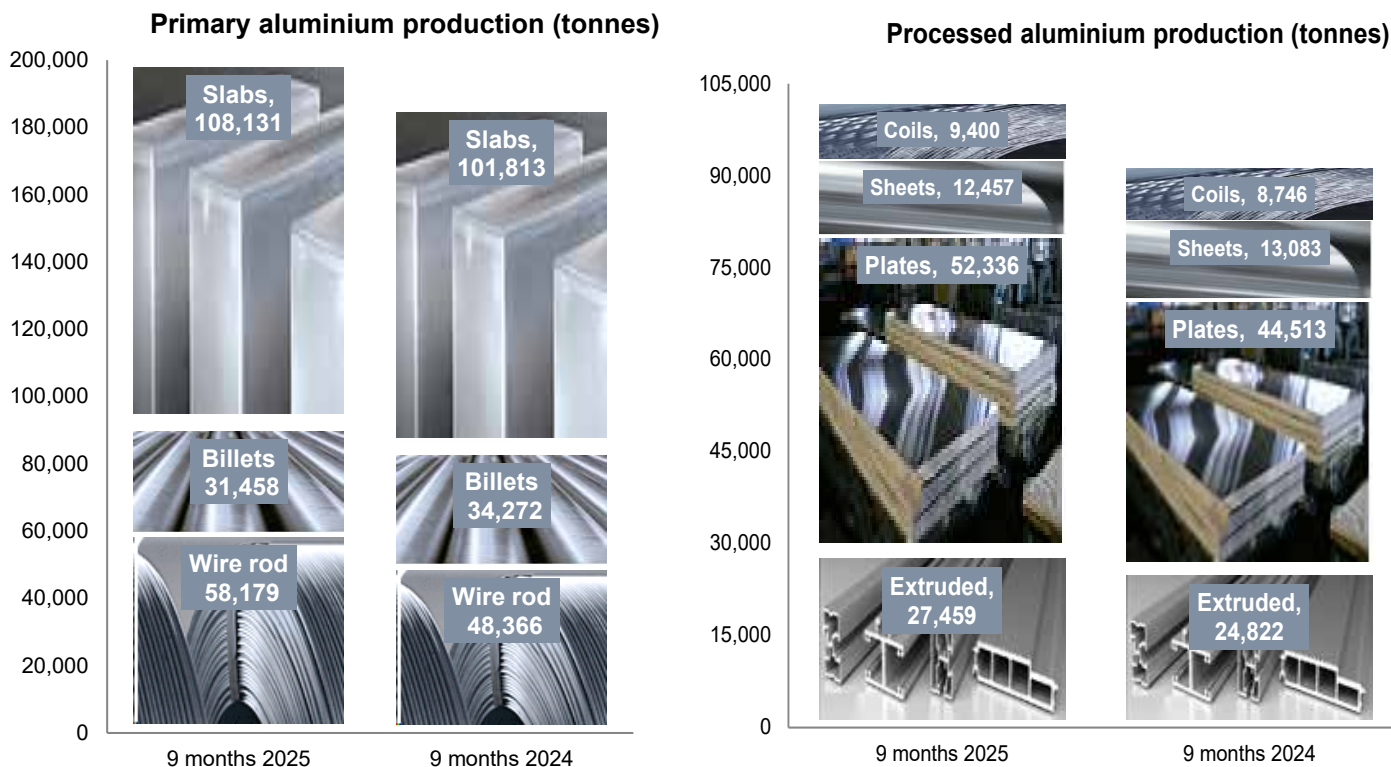 Primary aluminium production (tonnes)
200,000
180,000
160,000
140,000
120,000
100,000
80,000
60,000
40,000
20,000
0
Slabs,
108,131
Billets
31,458
Wire rod
58,179
Slabs,
101,813
Billets
34,272
Wire rod
48,366
9 months 2025
9 months 2024
Processed aluminium production (tonnes)
105,000
90,000
75,000
60,000
45,000
30,000
15,000
0
Coils, 9,400
Sheets, 12,457
Plates, 52,336
Extruded,
27,459
Coils, 8,746
Sheets, 13,083
Plates, 44,513
Extruded,
24,822
9 months 2025
9 months 2024